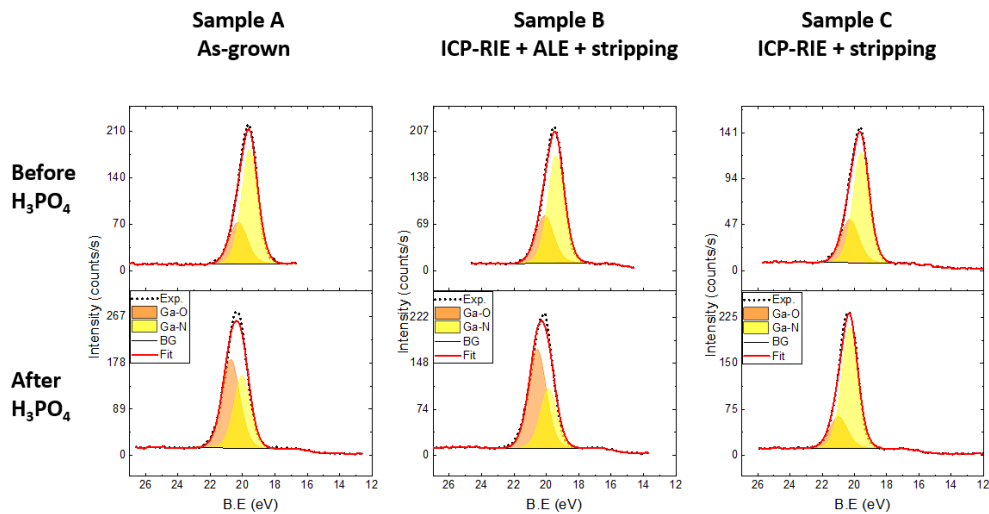 Sample A
As-grown
Sample B
ICP-RIE + ALE + stripping
Sample C
ICP-RIE + stripping
Before
H₃PO₄
After
H₃PO₄
Intensity (counts/s)
210
140
70
0
267
178
89
0
Exp.
Ga-O
Ga-N
BG
Fit
26 24 22 20 18 16 14 12
B.E (eV)
Intensity (counts/s)
207
138
69
0
222
148
74
0
Exp.
Ga-O
Ga-N
BG
Fit
26 24 22 20 18 16 14 12
B.E (eV)
Intensity (counts/s)
141
94
47
0
225
150
75
0
Exp.
Ga-O
Ga-N
BG
Fit
26 24 22 20 18 16 14 12
B.E (eV)